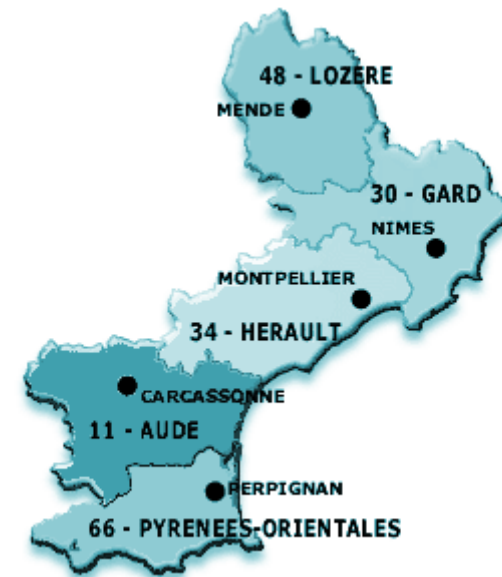 48 - LOZERE
MENDE
30 - GARD
NIMES
MONTPELLIER
34 - HERAULT
CARCASSONNE
11 - AUDE
PERPIGNAN
66 - PYRENEES-ORIENTALES